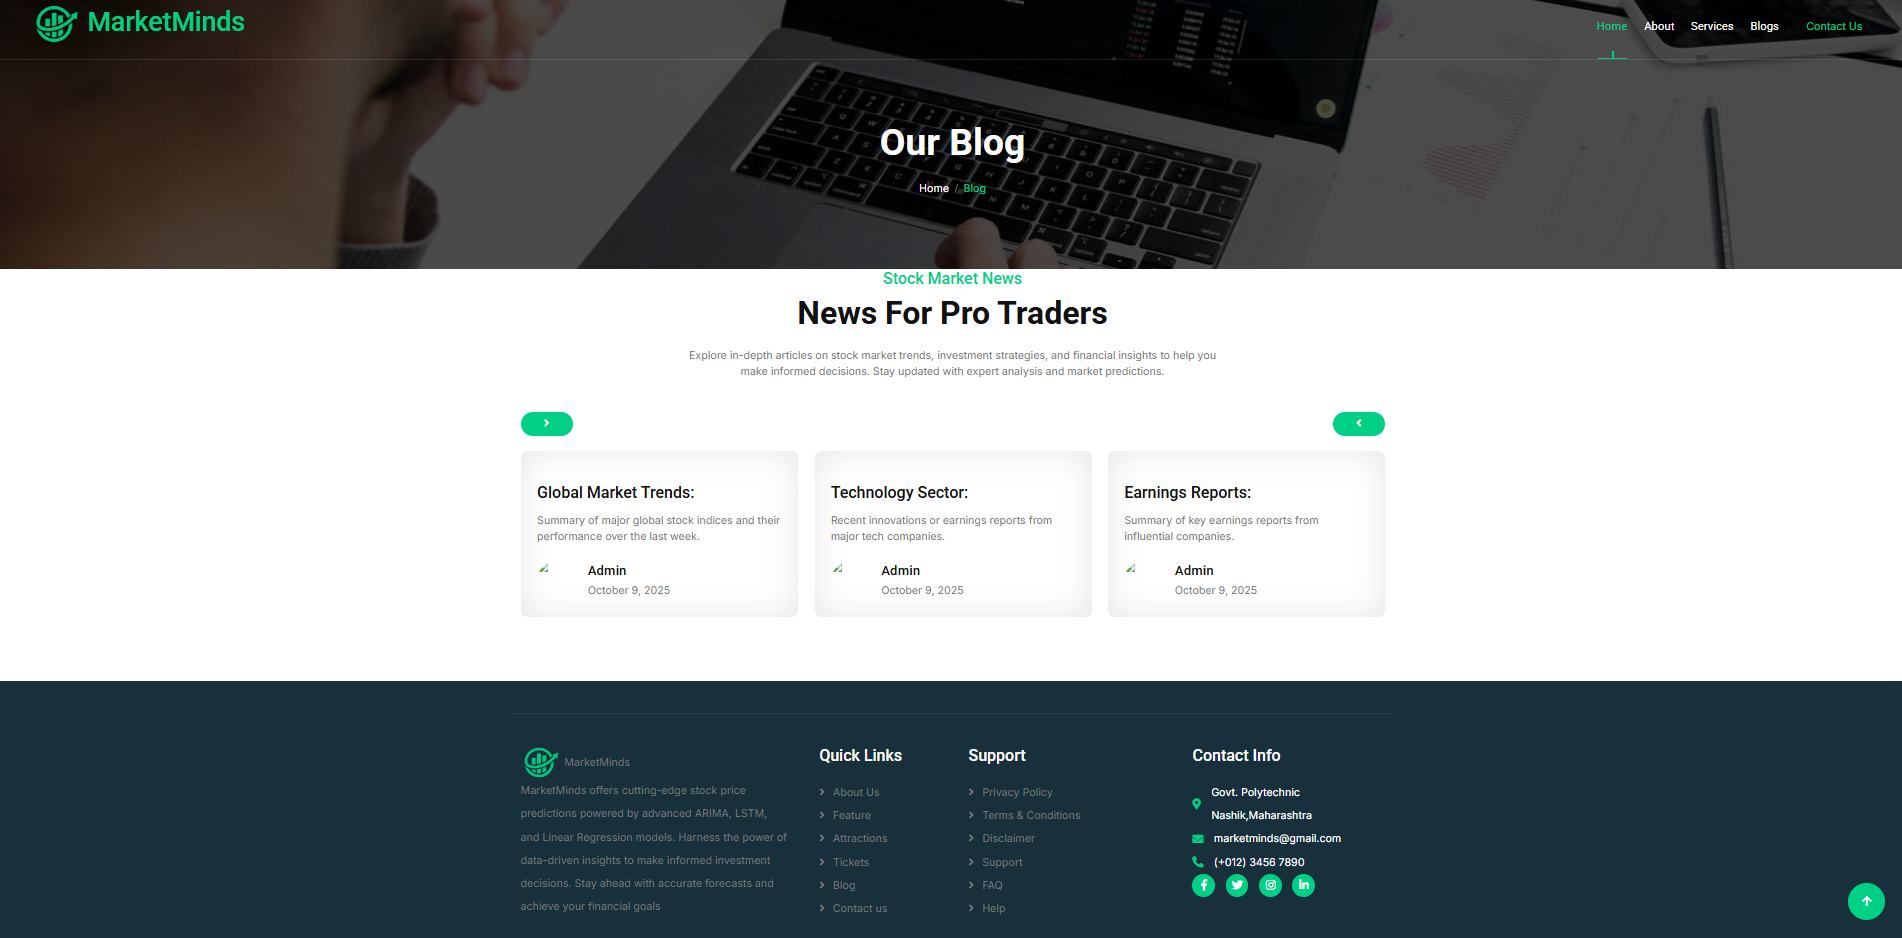 MarketMinds
Home About Services Blogs Contact Us
Our Blog
Home / Blog
Stock Market News
News For Pro Traders
Explore in-depth articles on stock market trends, investment strategies, and financial insights to help you
make informed decisions. Stay updated with expert analysis and market predictions.
Global Market Trends:
Summary of major global stock indices and their
performance over the last week.
Admin
October 9, 2025
Technology Sector:
Recent innovations or earnings reports from
major tech companies.
Admin
October 9, 2025
Earnings Reports:
Summary of key earnings reports from
influential companies.
Admin
October 9, 2025
MarketMinds
MarketMinds offers cutting-edge stock price
predictions powered by advanced ARIMA, LSTM,
and Linear Regression models. Harness the power of
data-driven insights to make informed investment
decisions. Stay ahead with accurate forecasts and
achieve your financial goals
Quick Links
About Us
Feature
Attractions
Tickets
Blog
Contact us
Support
Privacy Policy
Terms & Conditions
Disclaimer
Support
FAQ
Help
Contact Info
Govt. Polytechnic
Nashik,Maharashtra
marketminds@gmail.com
(+012) 3456 7890